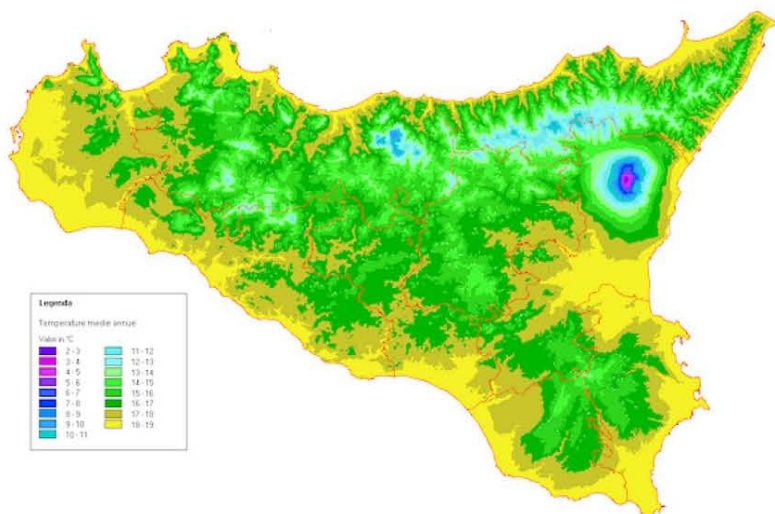 Legenda
Temperature medie annue
Valori in °C
2 - 3
3 - 4
4 - 5
5 - 6
6 - 7
7 - 8
8 - 9
9 - 10
10 - 11
11 - 12
12 - 13
13 - 14
14 - 15
15 - 16
16 - 17
17 - 18
18 - 19